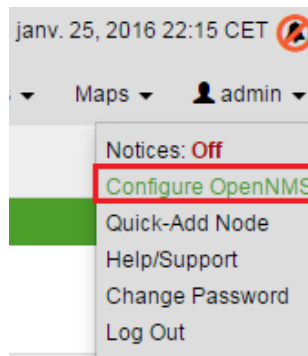 janv. 25, 2016 22:15 CET
Maps admin
Notices: Off
Configure OpenNMS
Quick-Add Node
Help/Support
Change Password
Log Out